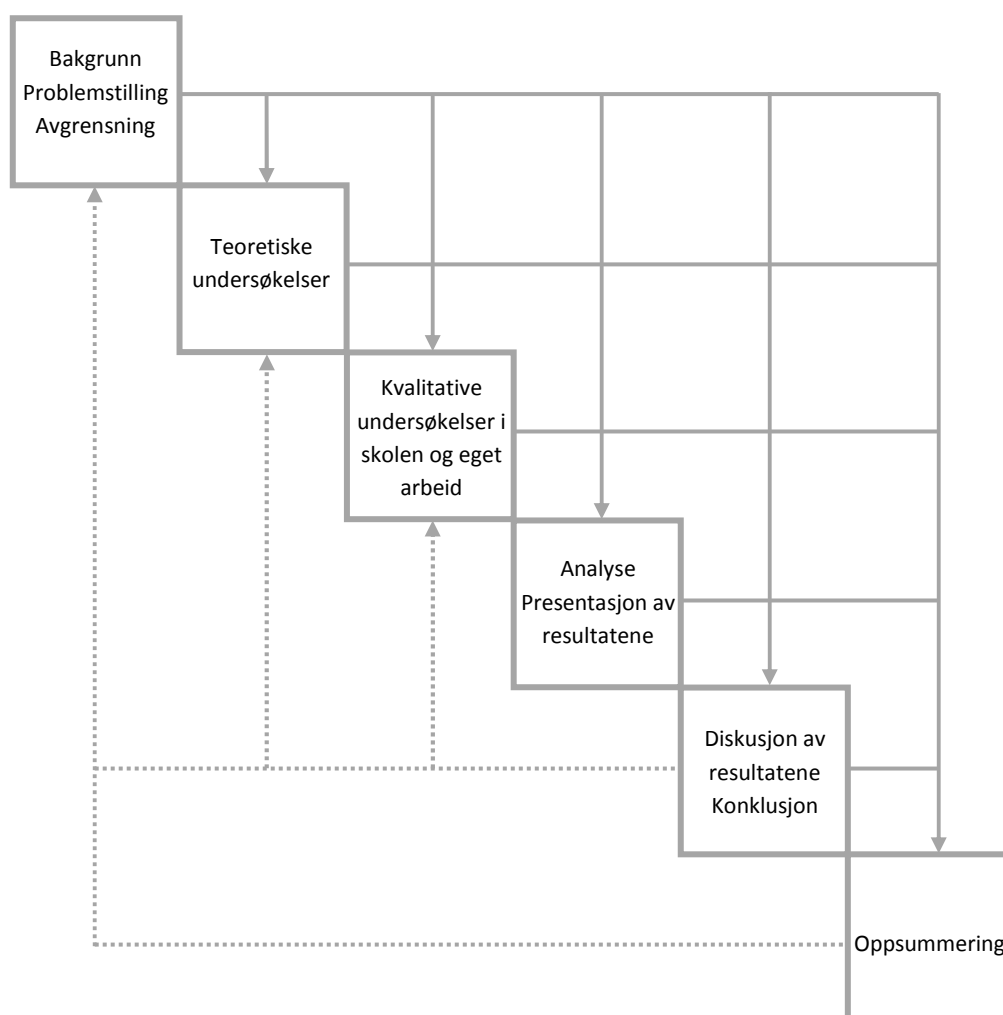 Bakgrunn
Problemstilling
Avgrensning
Teoretiske
undersøkelser
Kvalitative
undersøkelser i
skolen og eget
arbeid
Analyse
Presentasjon av
resultatene
Diskusjon av
resultatene
Konklusjon
Oppsummering